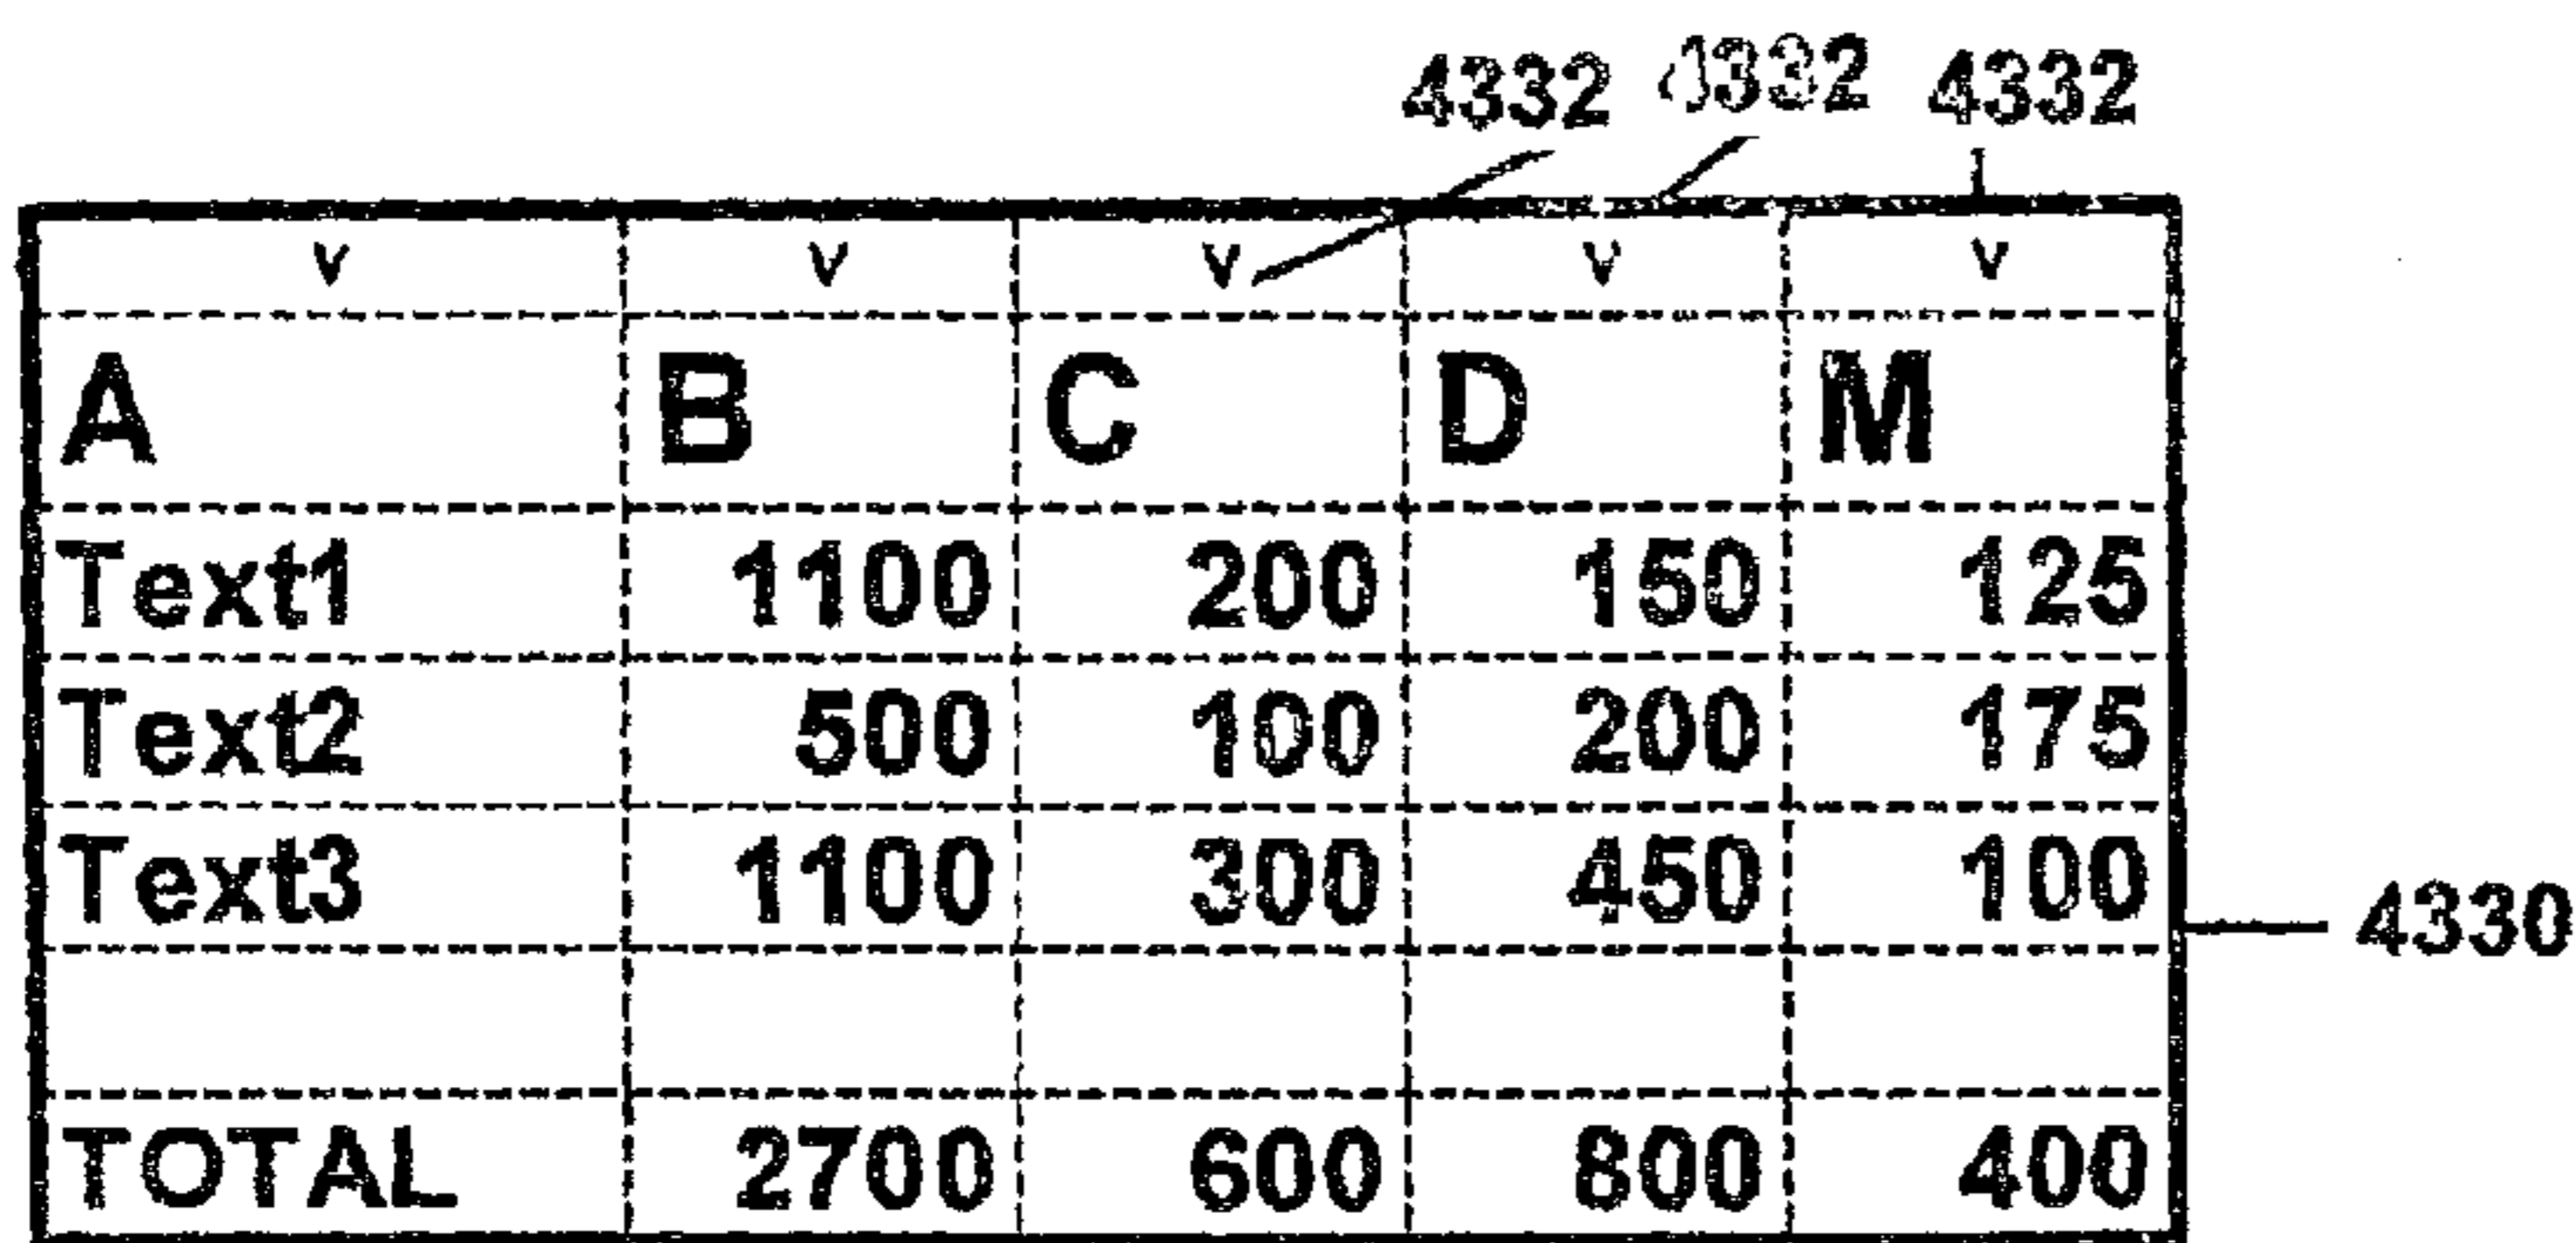 4332 4332 4332
v v v v v
A B C D M
Text1 1100 200 150 125
Text2 500 100 200 175
Text3 1100 300 450 100
4330
TOTAL 2700 600 800 400